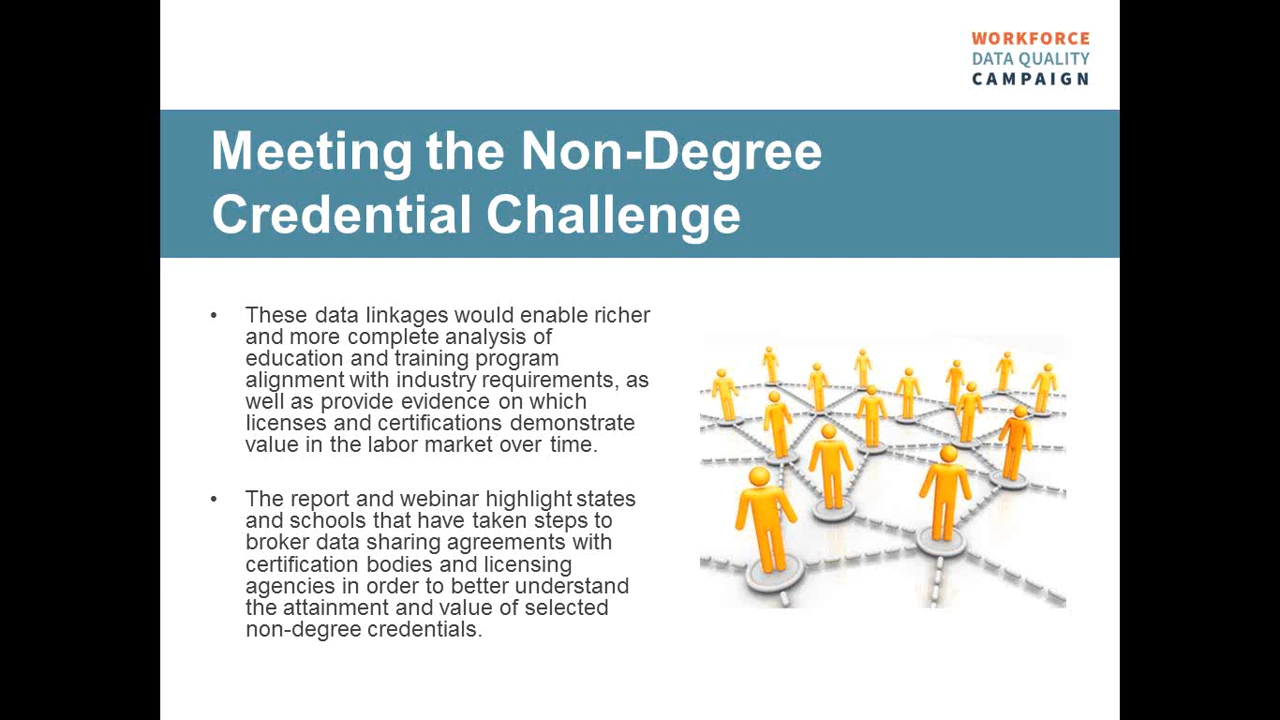 WORKFORCE
DATA QUALITY
CAMPAIGN
Meeting the Non-Degree
Credential Challenge
• These data linkages would enable richer
and more complete analysis of
education and training program
alignment with industry requirements, as
well as provide evidence on which
licenses and certifications demonstrate
value in the labor market over time.
• The report and webinar highlight states
and schools that have taken steps to
broker data sharing agreements with
certification bodies and licensing
agencies in order to better understand
the attainment and value of selected
non-degree credentials.